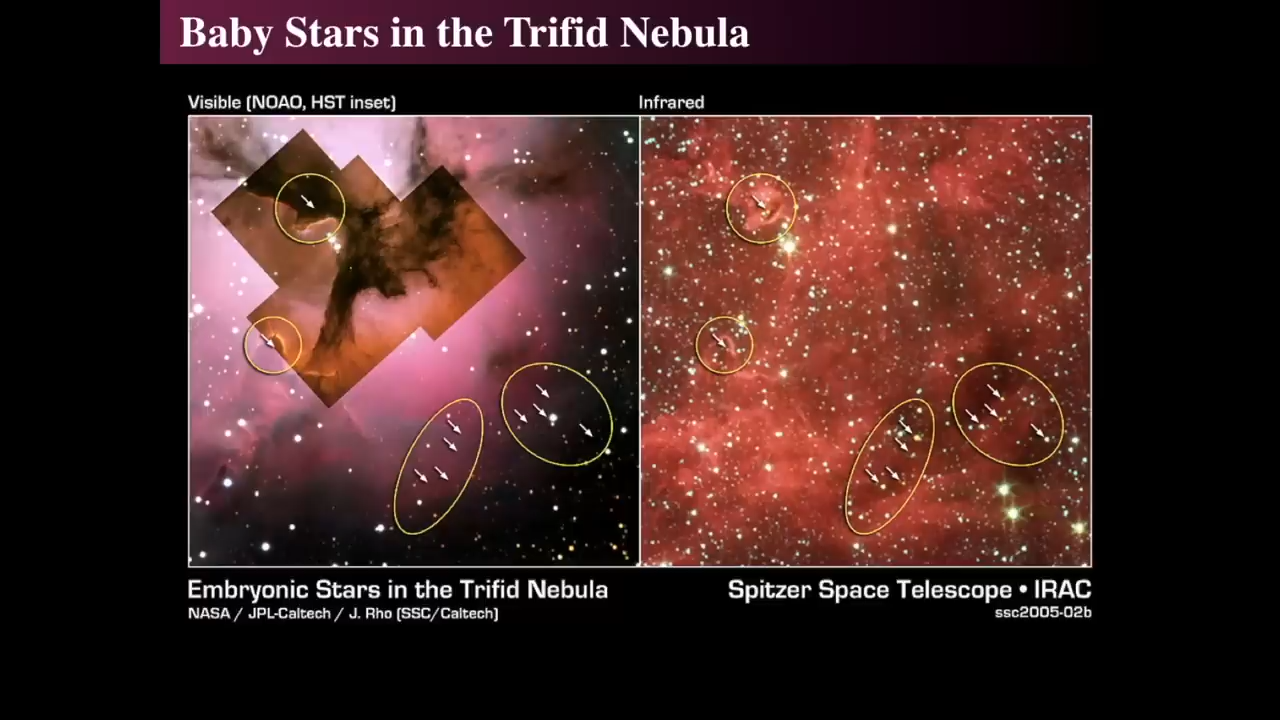 Baby Stars in the Trifid Nebula
Visible (NOAO, HST inset)
Infrared
Embryonic Stars in the Trifid Nebula
NASA / JPL-Caltech / J. Rho (SSC/Caltech)
Spitzer Space Telescope • IRAC
ssc2005-02b